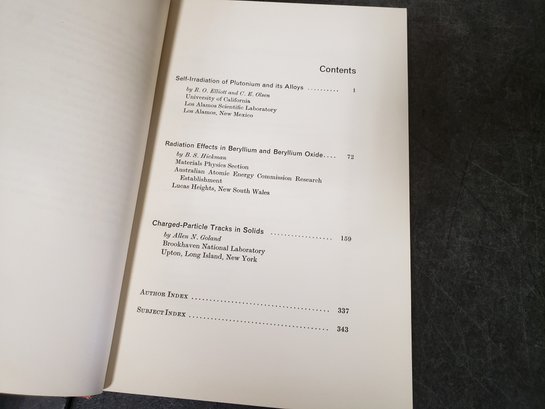 Contents
Self-Irradiation of Plutonium and its Alloys .......... 1
by R. O. Elliott and C. E. Olsen
University of California
Los Alamos Scientific Laboratory
Los Alamos, New Mexico
Radiation Effects in Beryllium and Beryllium Oxide.... 72
by B. S. Hickman
Materials Physics Section
Australian Atomic Energy Commission Research
Establishment
Lucas Heights, New South Wales
Charged-Particle Tracks in Solids ................... 159
by Allen N. Goland
Brookhaven National Laboratory
Upton, Long Island, New York
Author Index .................................. 337
Subject Index .................................. 343